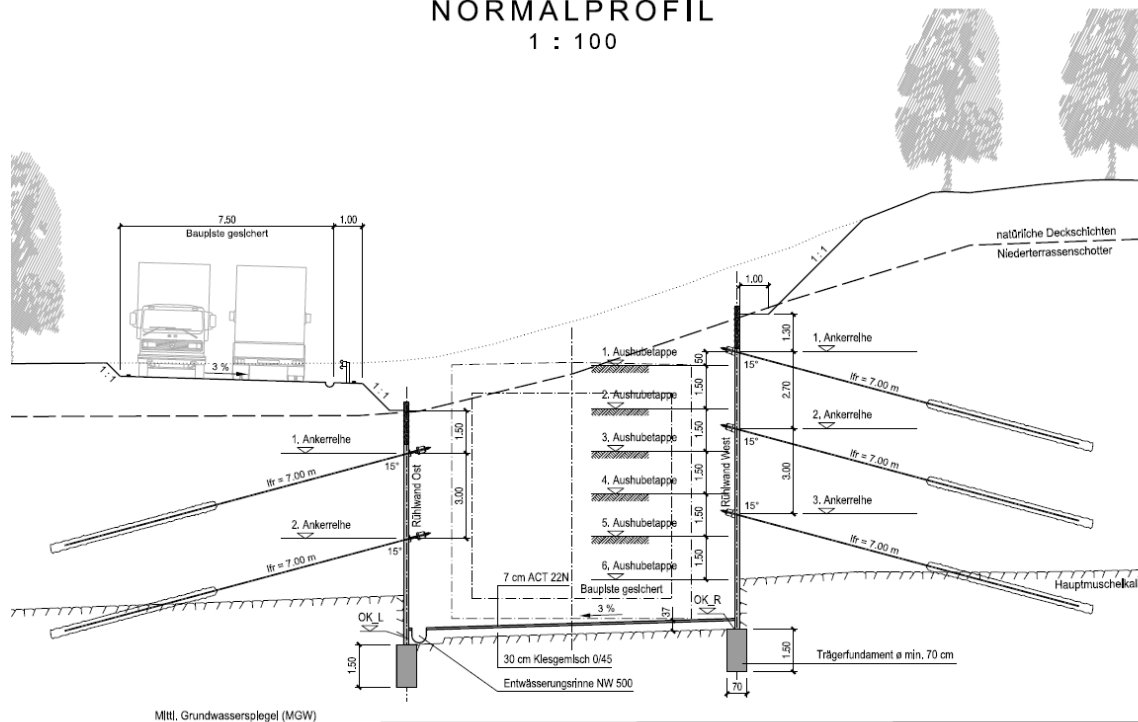 NORMALPROFIL
1 : 100
7.50
1.00
Baupiste gesichert
natürliche Deckschichten
Niederterrassenschotter
1:1
1.00
1.30
1. Ankerreihe
1. Aushubetappe
50
15°
lfr = 7.00 m
3 %
1:1
1:1
1.50
2.70
2. Aushubetappe
2. Ankerreihe
1.50
1.50
15°
1. Ankerreihe
3. Aushubetappe
lfr = 7.00 m
15°
Rühlwand Ost
Rühlwand West
1.50
3.00
lfr = 7.00 m
3.00
4. Aushubetappe
3. Ankerreihe
15°
1.50
2. Ankerreihe
5. Aushubetappe
lfr = 7.00 m
15°
1.50
lfr = 7.00 m
6. Aushubetappe
7 cm ACT 22N
Baupiste gesichert
Hauptmuschelkal
OK_L
3 %
37
OK_R
1.50
30 cm Kiesgemisch 0/45
1.50
Trägerfundament ø min. 70 cm
Entwässerungsrinne NW 500
70
Mittl. Grundwasserspiegel (MGW)